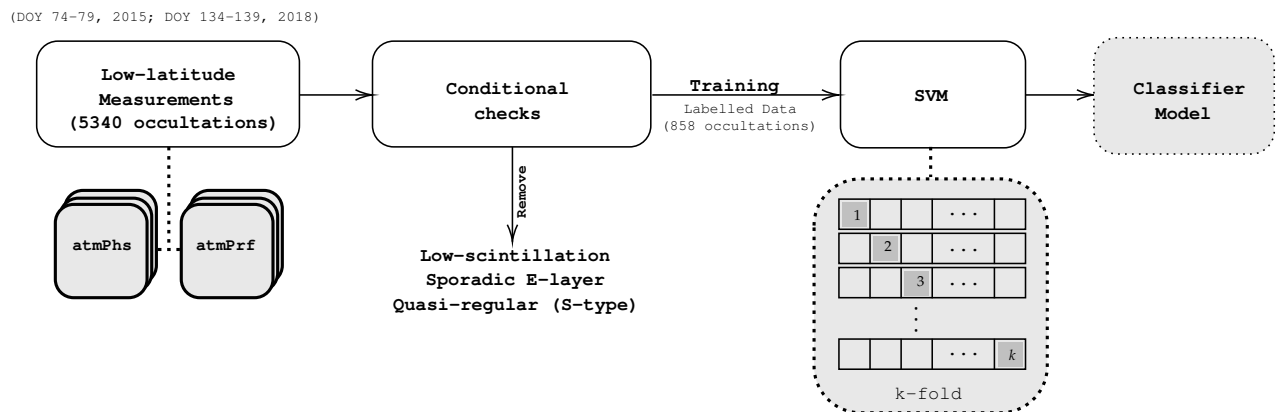 (DOY 74-79, 2015; DOY 134-139, 2018)
Low-latitude
Measurements
(5340 occultations)
atmPhs
atmPrf
Conditional
checks
Remove
Low-scintillation
Sporadic E-layer
Quasi-regular (S-type)
Training
Labelled Data
(858 occultations)
SVM
1
...
2
...
3
...
⋮
⋮
...
k
k-fold
Classifier
Model